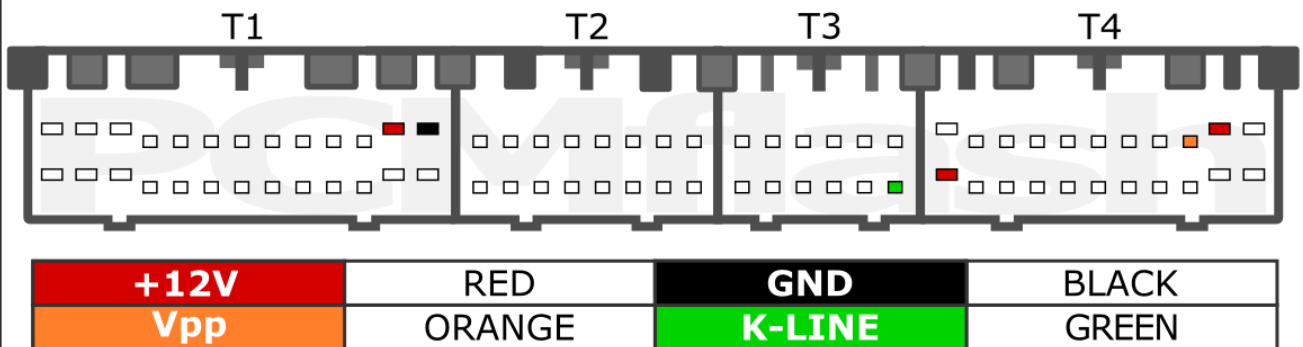 T1 T2 T3 T4
PCMflash
+12V RED GND BLACK
Vpp ORANGE K-LINE GREEN